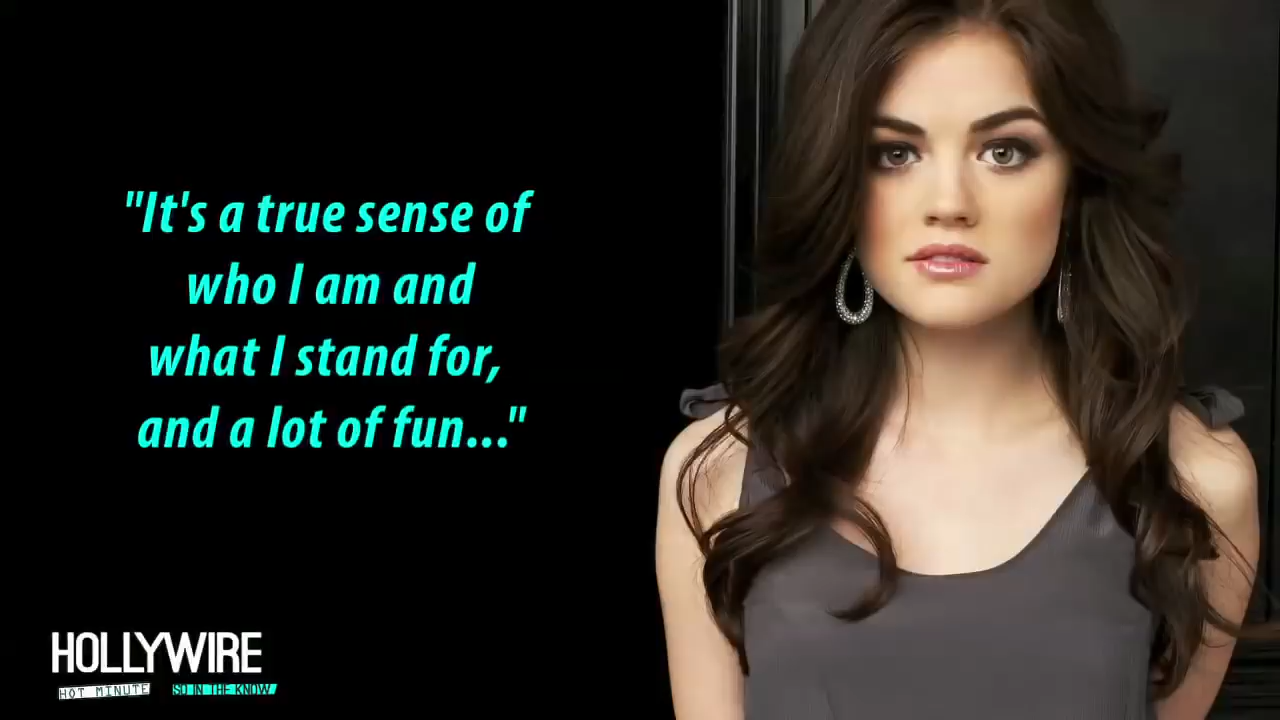 "It's a true sense of
who I am and
what I stand for,
and a lot of fun..."
HOLLYWIRE
HOT MINUTE SO IN THE KNOW